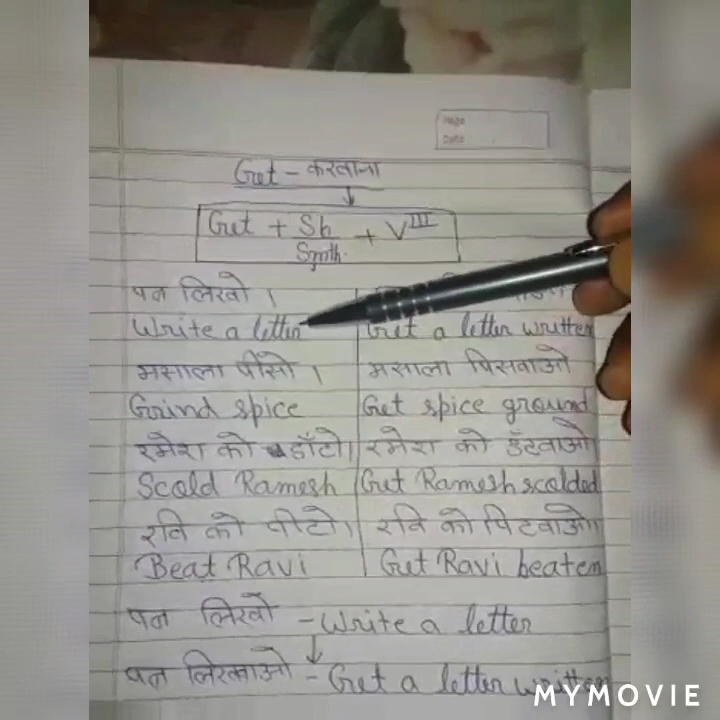 Page
Date
Get - करवाना
Get + Sb / Smth + VIII
पत्र लिखो ।
Write a letter Get a letter written
मसाला पीसो । मसाला पिसवाओ
Grind spice Get spice ground
रमेश को डाँटो। रमेश को डँटवाओ
Scold Ramesh Get Ramesh scolded
रवि को पीटो। रवि को पिटवाओ।
Beat Ravi Get Ravi beaten
पत्र लिखो - Write a letter
पत्र लिखवाओ - Get a letter written
MYMOVIE